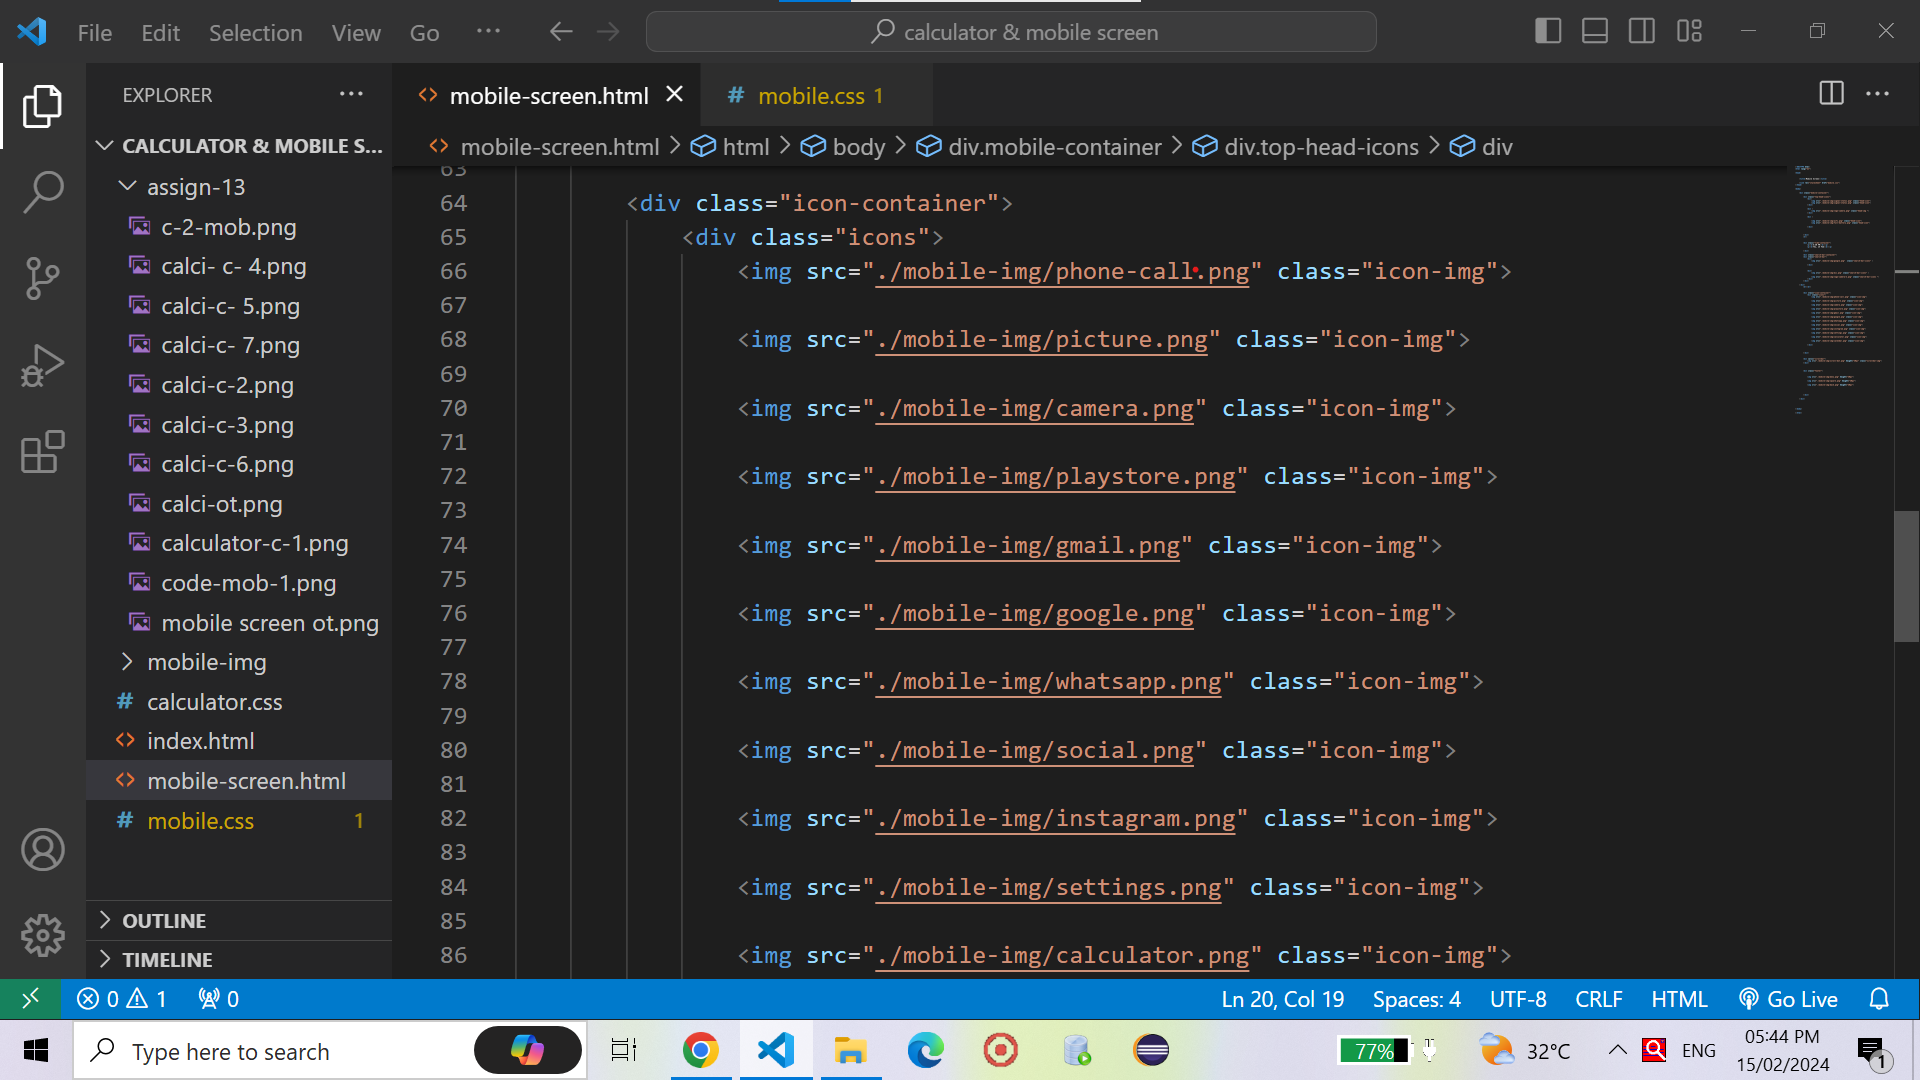 File Edit Selection View Go ··· calculator & mobile screen
EXPLORER ···
mobile-screen.html
mobile.css 1
CALCULATOR & MOBILE S...
mobile-screen.html > html > body > div.mobile-container > div.top-head-icons > div
assign-13
c-2-mob.png
calci- c- 4.png
calci-c- 5.png
calci-c- 7.png
calci-c-2.png
calci-c-3.png
calci-c-6.png
calci-ot.png
calculator-c-1.png
code-mob-1.png
mobile screen ot.png
mobile-img
calculator.css
index.html
mobile-screen.html
mobile.css 1
OUTLINE
TIMELINE
63
64 <div class="icon-container">
65 <div class="icons">
66 <img src="./mobile-img/phone-call.png" class="icon-img">
67
68 <img src="./mobile-img/picture.png" class="icon-img">
69
70 <img src="./mobile-img/camera.png" class="icon-img">
71
72 <img src="./mobile-img/playstore.png" class="icon-img">
73
74 <img src="./mobile-img/gmail.png" class="icon-img">
75
76 <img src="./mobile-img/google.png" class="icon-img">
77
78 <img src="./mobile-img/whatsapp.png" class="icon-img">
79
80 <img src="./mobile-img/social.png" class="icon-img">
81
82 <img src="./mobile-img/instagram.png" class="icon-img">
83
84 <img src="./mobile-img/settings.png" class="icon-img">
85
86 <img src="./mobile-img/calculator.png" class="icon-img">
0 1 0 Ln 20, Col 19 Spaces: 4 UTF-8 CRLF HTML Go Live
Type here to search
77%
32°C
ENG
05:44 PM
15/02/2024
1